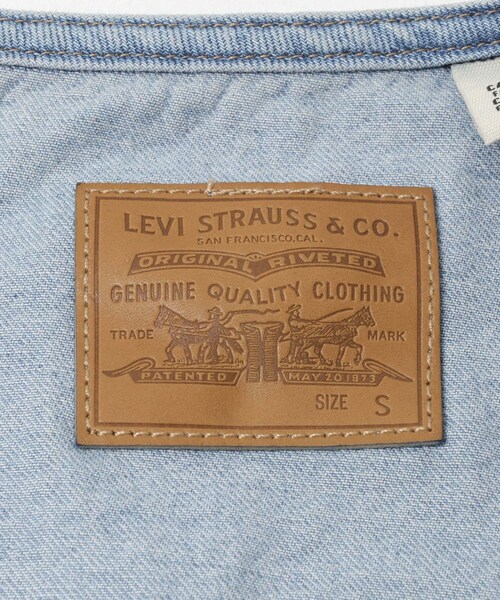 LEVI STRAUSS & CO.
SAN FRANCISCO, CAL.
ORIGINAL RIVETED
GENUINE QUALITY CLOTHING
TRADE MARK
PATENTED MAY 20 1873
SIZE S